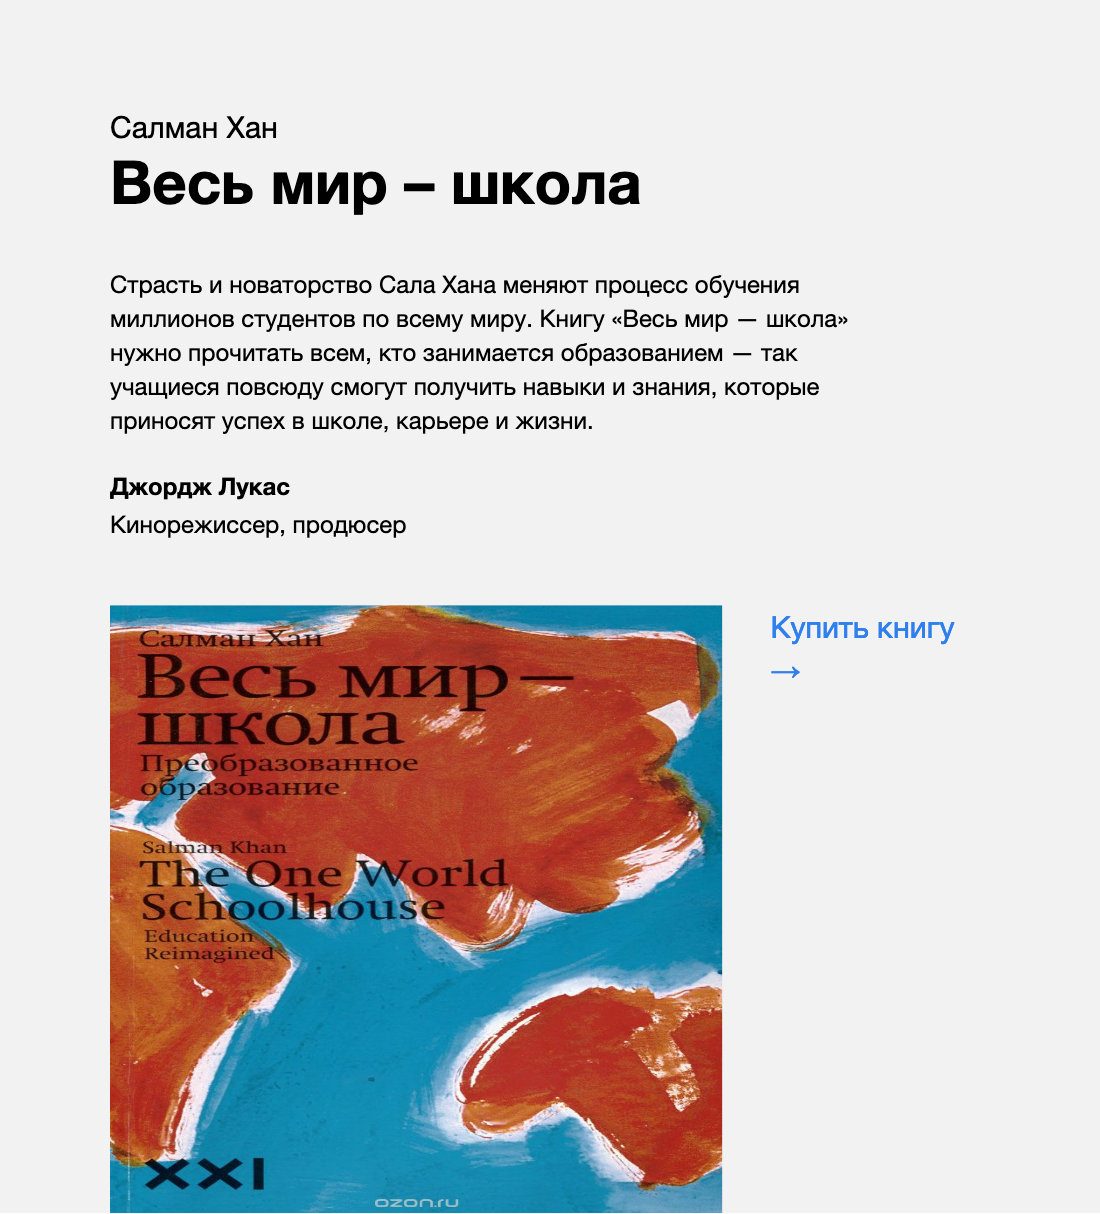 Салман Хан
Весь мир – школа
Страсть и новаторство Сала Хана меняют процесс обучения
миллионов студентов по всему миру. Книгу «Весь мир — школа»
нужно прочитать всем, кто занимается образованием — так
учащиеся повсюду смогут получить навыки и знания, которые
приносят успех в школе, карьере и жизни.
Джордж Лукас
Кинорежиссер, продюсер
Купить книгу
→
Салман Хан
Весь мир —
школа
Преобразованное
образование
Salman Khan
The One World
Schoolhouse
Education
Reimagined
XXI
ozon.ru